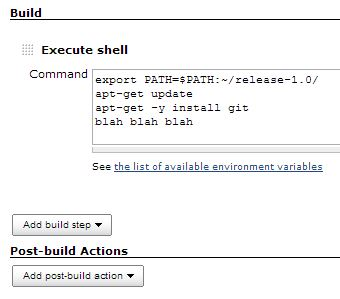 Build
Execute shell
Command
export PATH=$PATH:~/release-1.0/
apt-get update
apt-get -y install git
blah blah blah
See the list of available environment variables
Add build step
Post-build Actions
Add post-build action